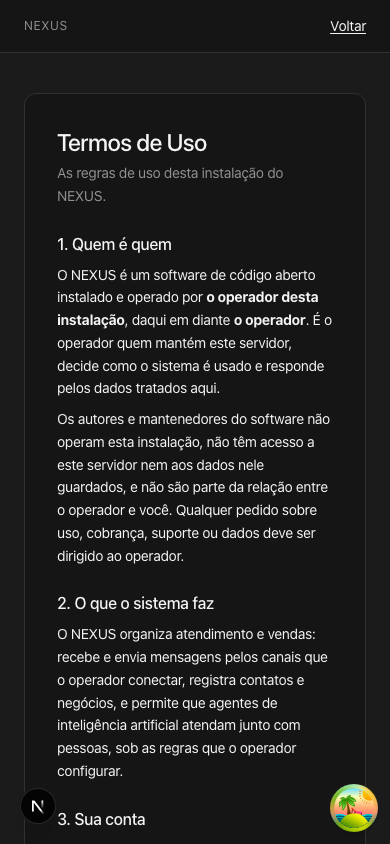 NEXUS
Voltar
Termos de Uso
As regras de uso desta instalação do
NEXUS.
1. Quem é quem
O NEXUS é um software de código aberto
instalado e operado por o operador desta
instalação, daqui em diante o operador. É o
operador quem mantém este servidor,
decide como o sistema é usado e responde
pelos dados tratados aqui.
Os autores e mantenedores do software não
operam esta instalação, não têm acesso a
este servidor nem aos dados nele
guardados, e não são parte da relação entre
o operador e você. Qualquer pedido sobre
uso, cobrança, suporte ou dados deve ser
dirigido ao operador.
2. O que o sistema faz
O NEXUS organiza atendimento e vendas:
recebe e envia mensagens pelos canais que
o operador conectar, registra contatos e
negócios, e permite que agentes de
inteligência artificial atendam junto com
pessoas, sob as regras que o operador
configurar.
N
3. Sua conta